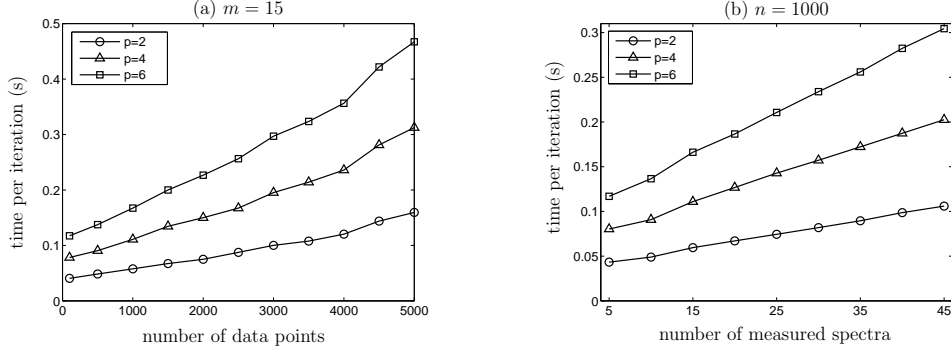 (a) m = 15
0.5
0.4
0.3
0.2
0.1
0
0 1000 2000 3000 4000 5000
time per iteration (s)
number of data points
p=2
p=4
p=6
(b) n = 1000
0.3
0.25
0.2
0.15
0.1
0.05
0
5 15 25 35 45
time per iteration (s)
number of measured spectra
p=2
p=4
p=6